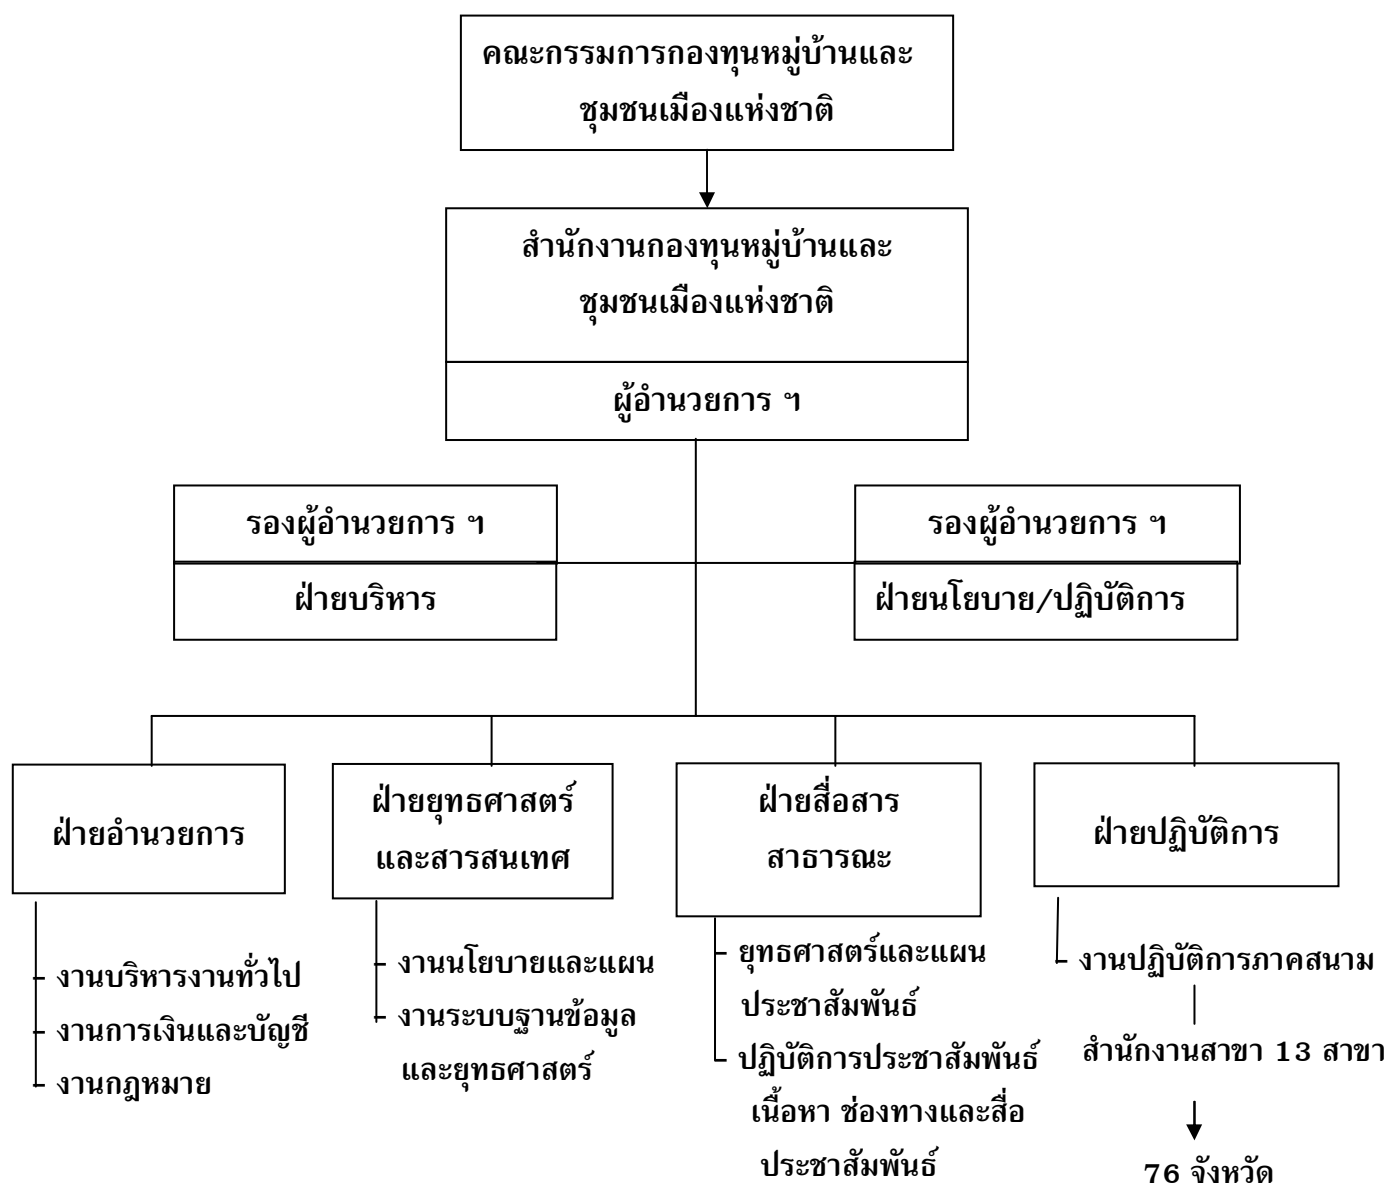 คณะกรรมการกองทุนหมู่บ้านและ
ชุมชนเมืองแห่งชาติ
สำนักงานกองทุนหมู่บ้านและ
ชุมชนเมืองแห่งชาติ
ผู้อำนวยการ ฯ
รองผู้อำนวยการ ฯ
ฝ่ายบริหาร
รองผู้อำนวยการ ฯ
ฝ่ายนโยบาย/ปฏิบัติการ
ฝ่ายอำนวยการ
- งานบริหารงานทั่วไป
- งานการเงินและบัญชี
- งานกฎหมาย
ฝ่ายยุทธศาสตร์
และสารสนเทศ
- งานนโยบายและแผน
- งานระบบฐานข้อมูล
และยุทธศาสตร์
ฝ่ายสื่อสาร
สาธารณะ
- ยุทธศาสตร์และแผน
ประชาสัมพันธ์
- ปฏิบัติการประชาสัมพันธ์
เนื้อหา ช่องทางและสื่อ
ประชาสัมพันธ์
ฝ่ายปฏิบัติการ
- งานปฏิบัติการภาคสนาม
สำนักงานสาขา 13 สาขา
76 จังหวัด